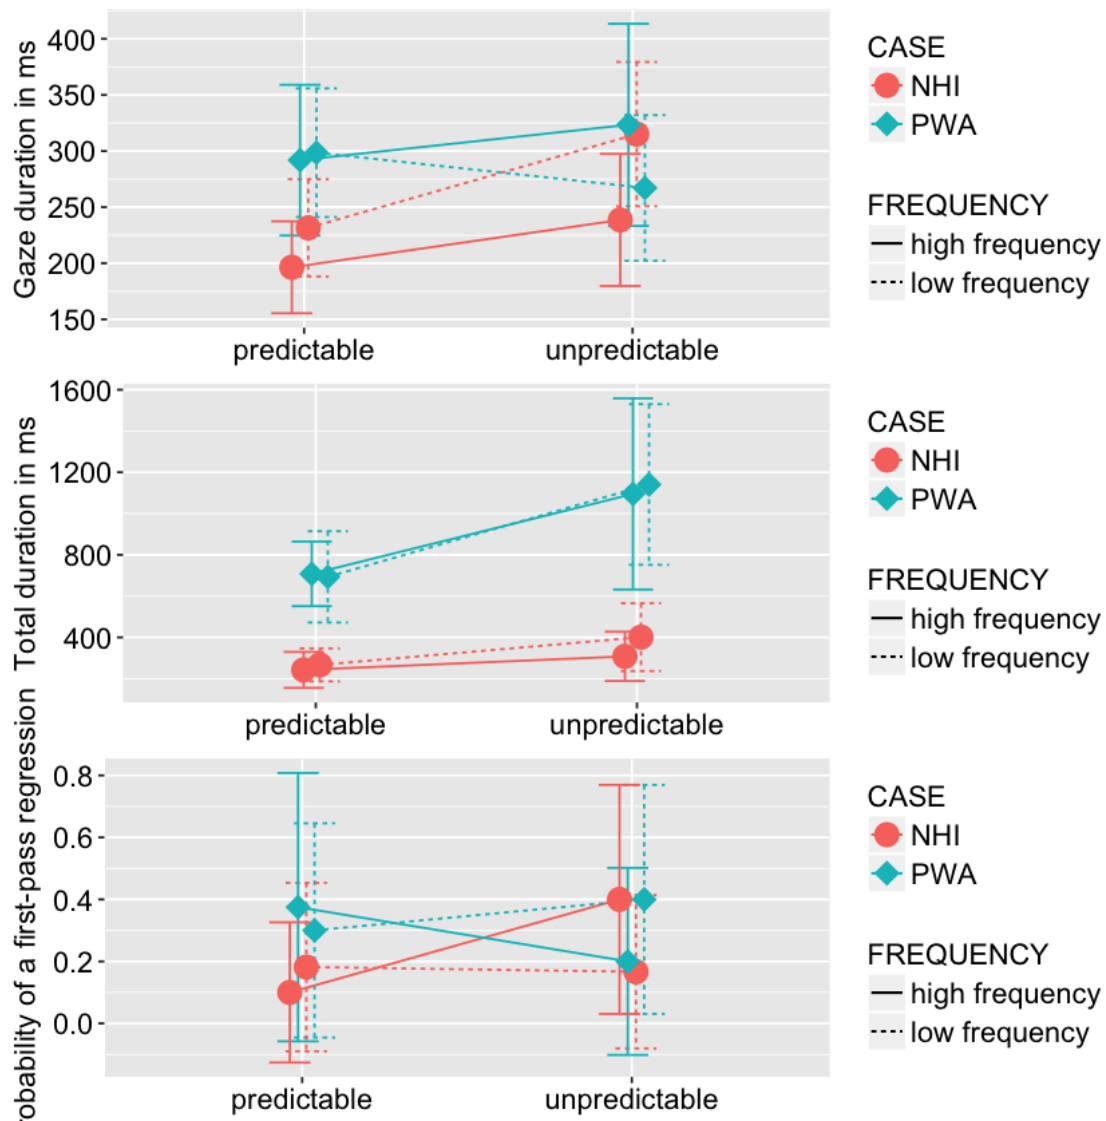 Gaze duration in ms
400
350
300
250
200
150
predictable
unpredictable
CASE
NHI
PWA
FREQUENCY
high frequency
low frequency
Total duration in ms
1600
1200
800
400
predictable
unpredictable
CASE
NHI
PWA
FREQUENCY
high frequency
low frequency
of a first-pass regression
0.8
0.6
0.4
0.2
0.0
predictable
unpredictable
CASE
NHI
PWA
FREQUENCY
high frequency
low frequency